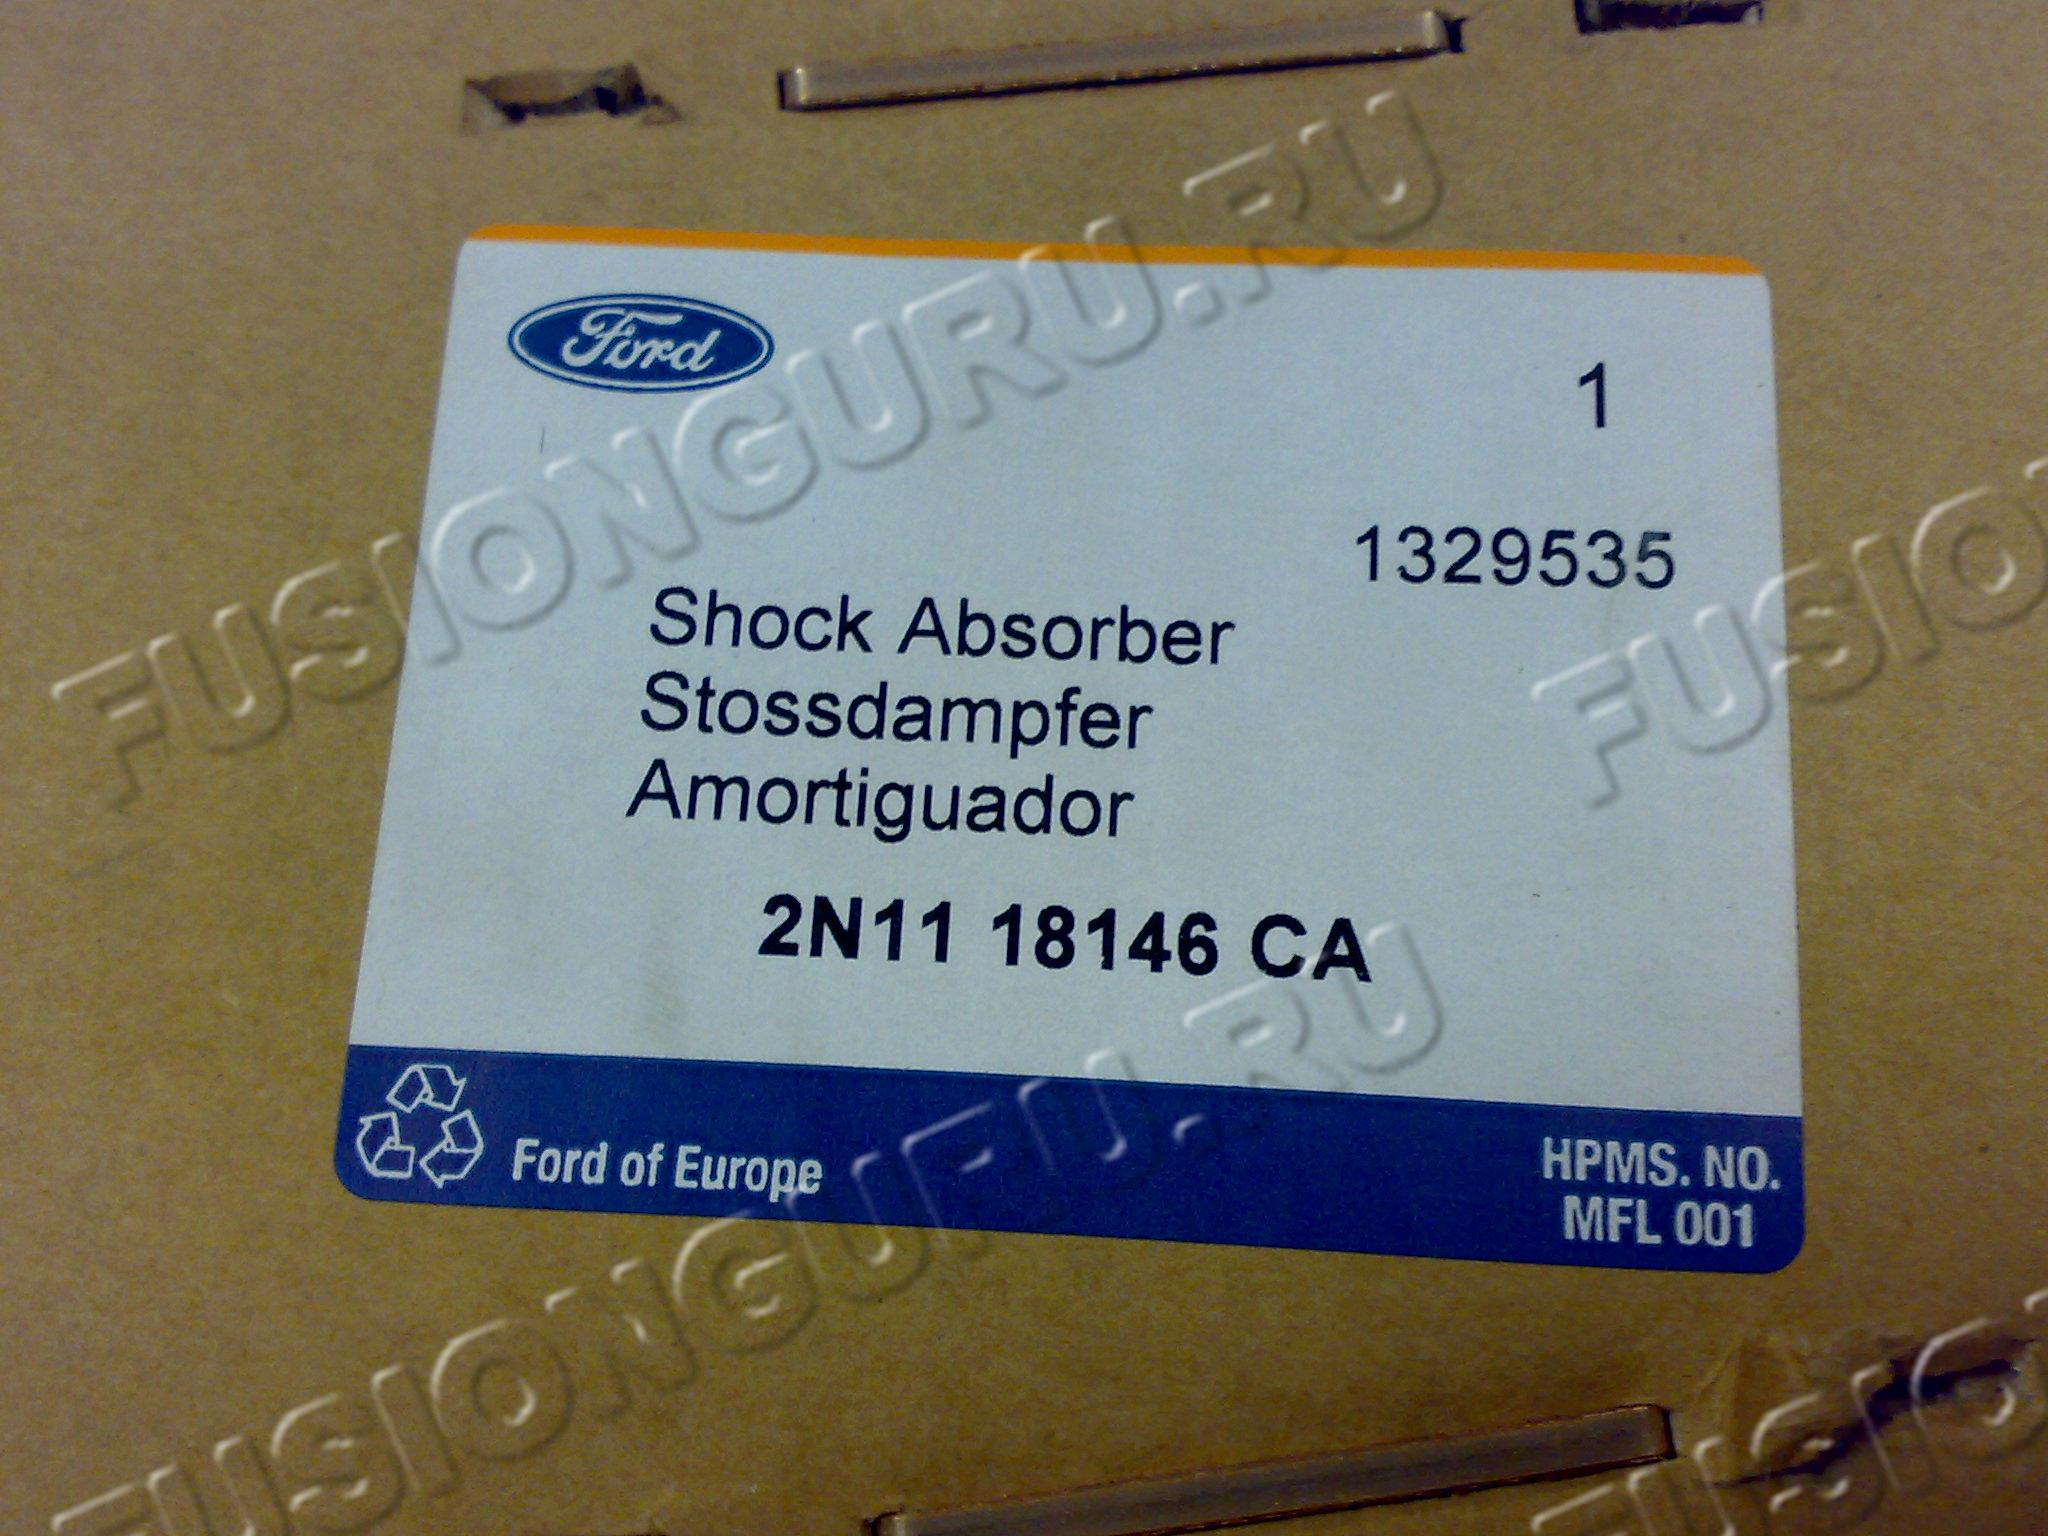 Ford
1
1329535
Shock Absorber
Stossdampfer
Amortiguador
2N11 18146 CA
Ford of Europe
HPMS. NO.
MFL 001
FUSIONGURU.RU
FUSIO
FUSIONGURU.RU
FUSIO